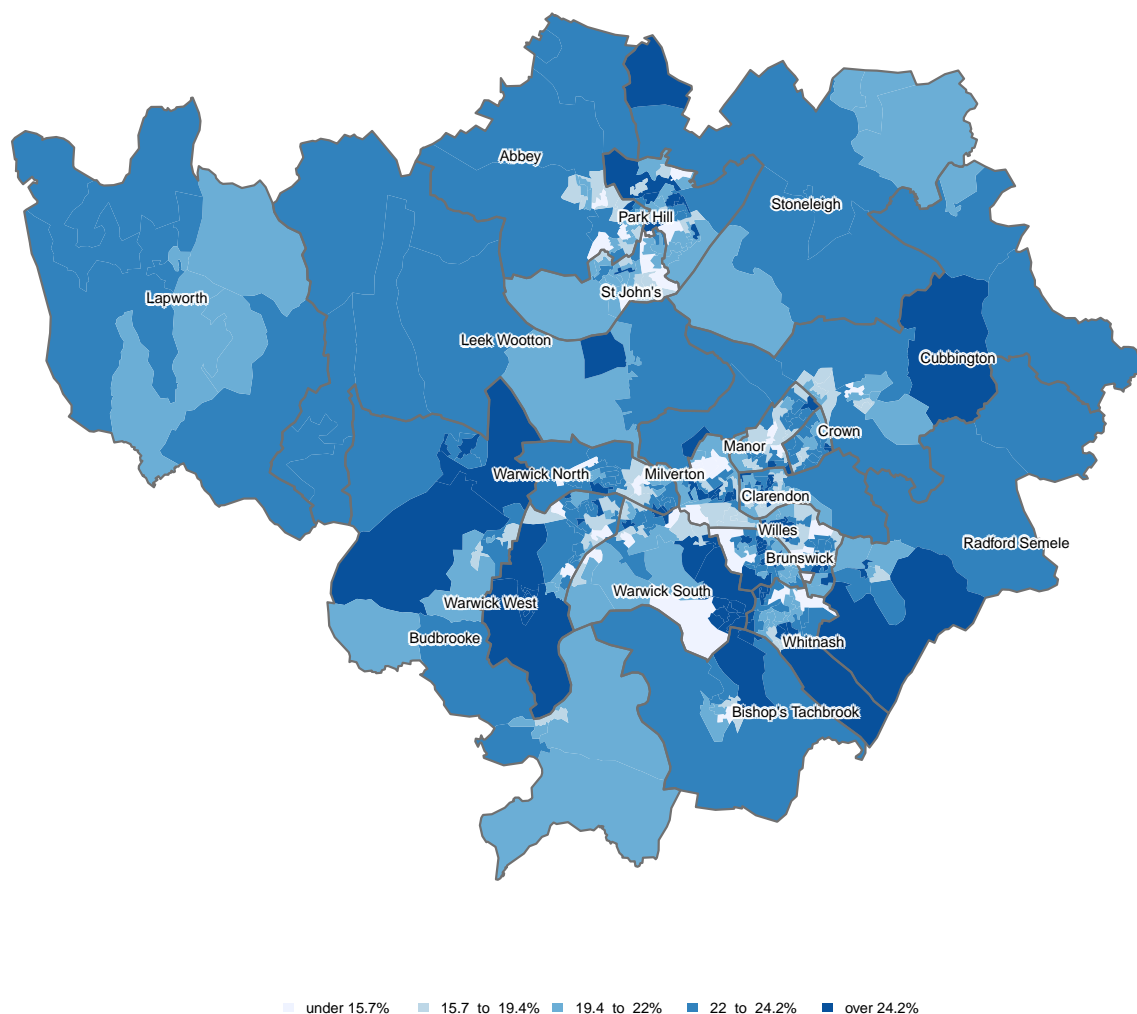 Abbey
Stoneleigh
Park Hill
St John's
Lapworth
Leek Wootton
Cubbington
Crown
Manor
Warwick North
Milverton
Clarendon
Willes
Radford Semele
Brunswick
Warwick South
Warwick West
Budbrooke
Whitnash
Bishop's Tachbrook
under 15.7% 15.7 to 19.4% 19.4 to 22% 22 to 24.2% over 24.2%